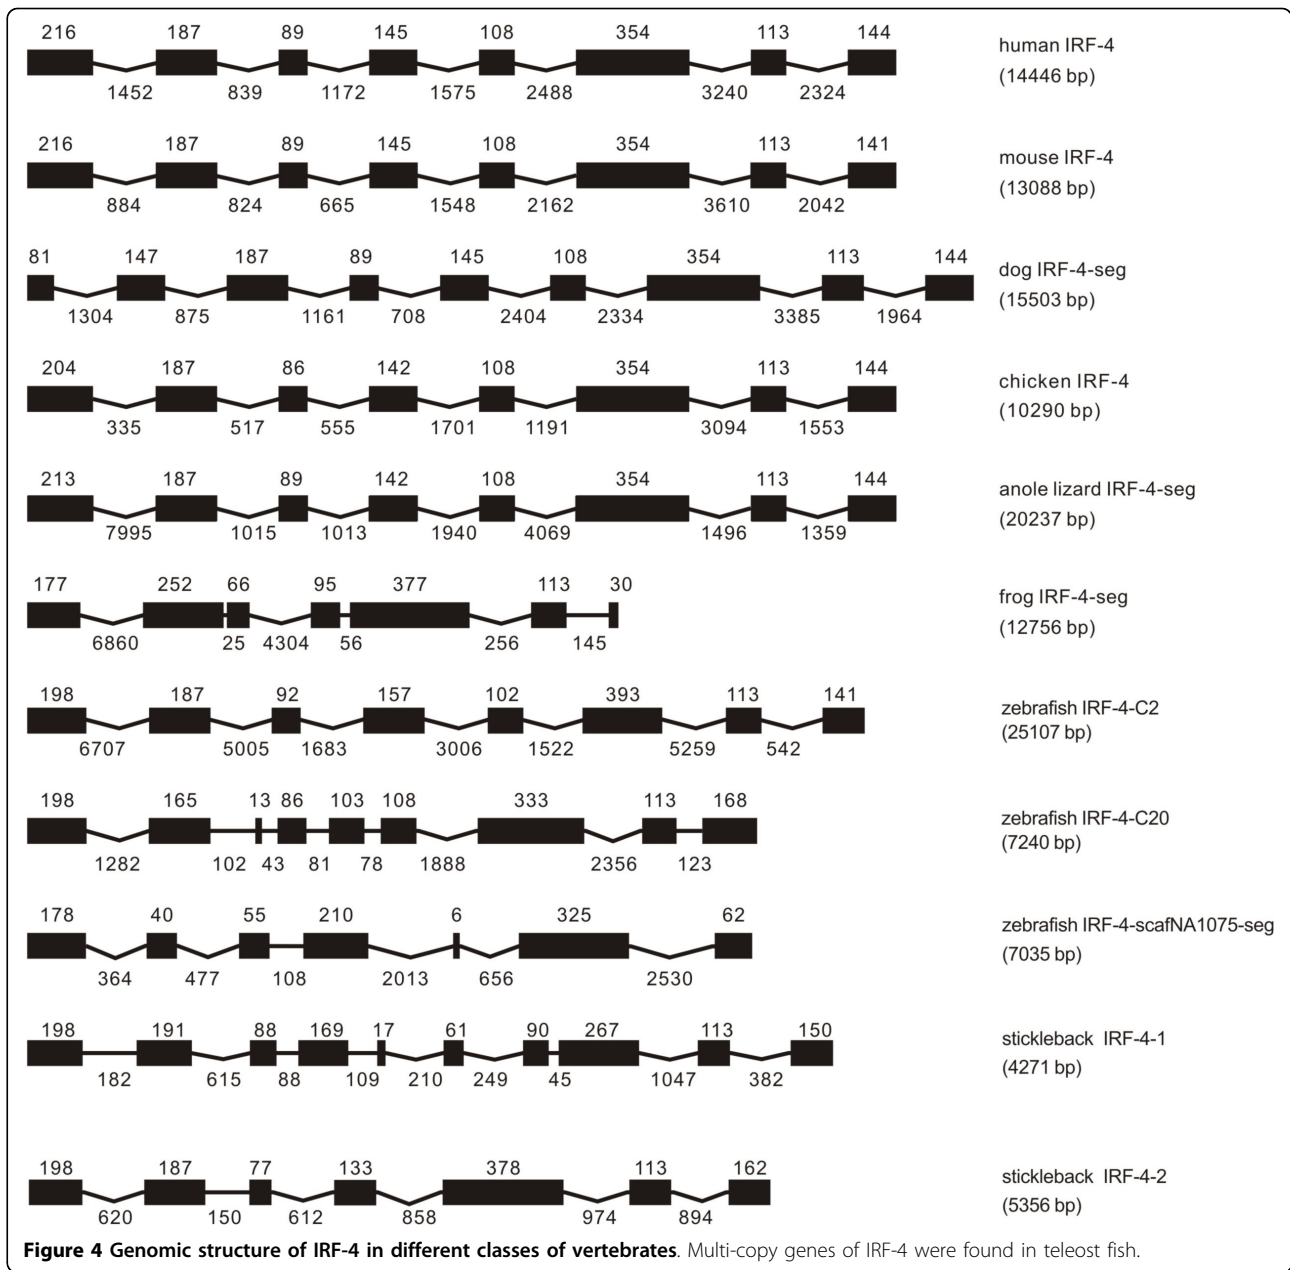 216 187 89 145 108 354 113 144
human IRF-4
1452 839 1172 1575 2488 3240 2324
(14446 bp)
216 187 89 145 108 354 113 141
mouse IRF-4
884 824 665 1548 2162 3610 2042
(13088 bp)
81 147 187 89 145 108 354 113 144
dog IRF-4-seg
1304 875 1161 708 2404 2334 3385 1964
(15503 bp)
204 187 86 142 108 354 113 144
chicken IRF-4
335 517 555 1701 1191 3094 1553
(10290 bp)
213 187 89 142 108 354 113 144
anole lizard IRF-4-seg
7995 1015 1013 1940 4069 1496 1359
(20237 bp)
177 252 66 95 377 113 30
frog IRF-4-seg
6860 25 4304 56 256 145
(12756 bp)
198 187 92 157 102 393 113 141
zebrafish IRF-4-C2
6707 5005 1683 3006 1522 5259 542
(25107 bp)
198 165 13 86 103 108 333 113 168
zebrafish IRF-4-C20
1282 102 43 81 78 1888 2356 123
(7240 bp)
178 40 55 210 6 325 62
zebrafish IRF-4-scafNA1075-seg
364 477 108 2013 656 2530
(7035 bp)
198 191 88 169 17 61 90 267 113 150
stickleback IRF-4-1
182 615 88 109 210 249 45 1047 382
(4271 bp)
198 187 77 133 378 113 162
stickleback IRF-4-2
620 150 612 858 974 894
(5356 bp)
Figure 4 Genomic structure of IRF-4 in different classes of vertebrates. Multi-copy genes of IRF-4 were found in teleost fish.